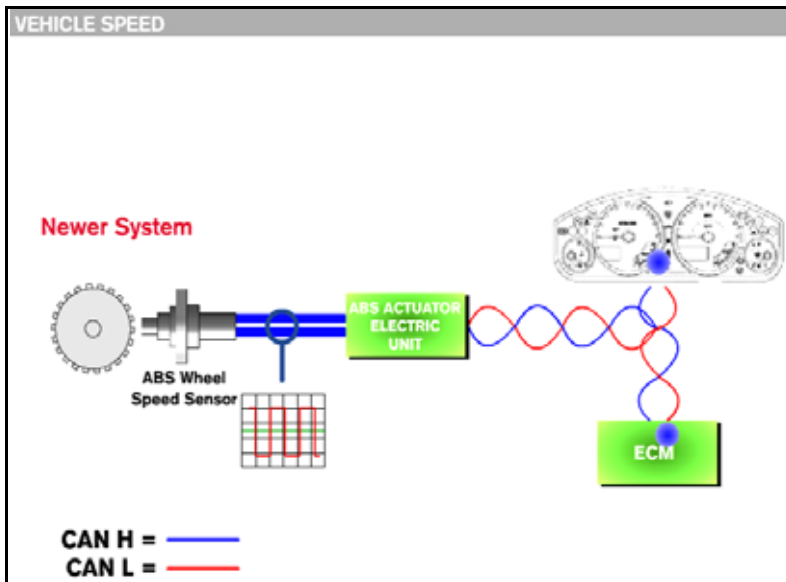 VEHICLE SPEED
Newer System
ABS ACTUATOR
ELECTRIC
UNIT
ABS Wheel
Speed Sensor
ECM
CAN H =
CAN L =